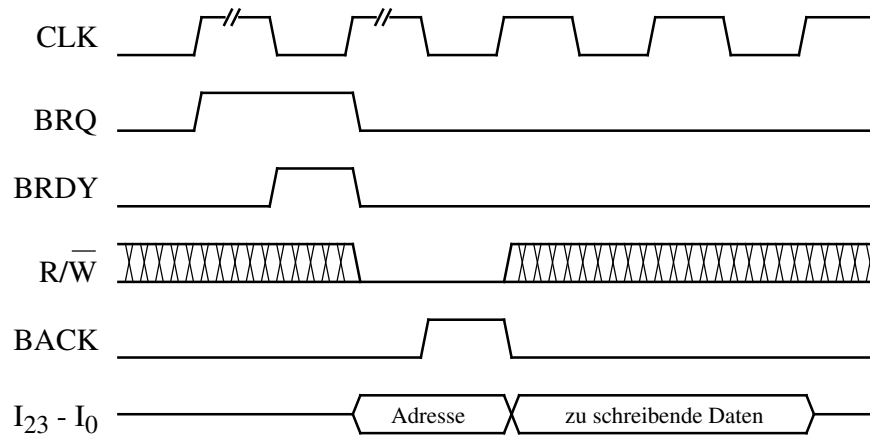 CLK
BRQ
BRDY
R/W̅
BACK
I₂₃ - I₀ Adresse zu schreibende Daten